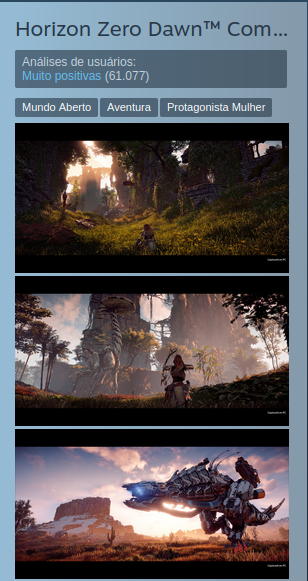 Horizon Zero Dawn™ Com...
Análises de usuários:
Muito positivas (61.077)
Mundo Aberto Aventura Protagonista Mulher